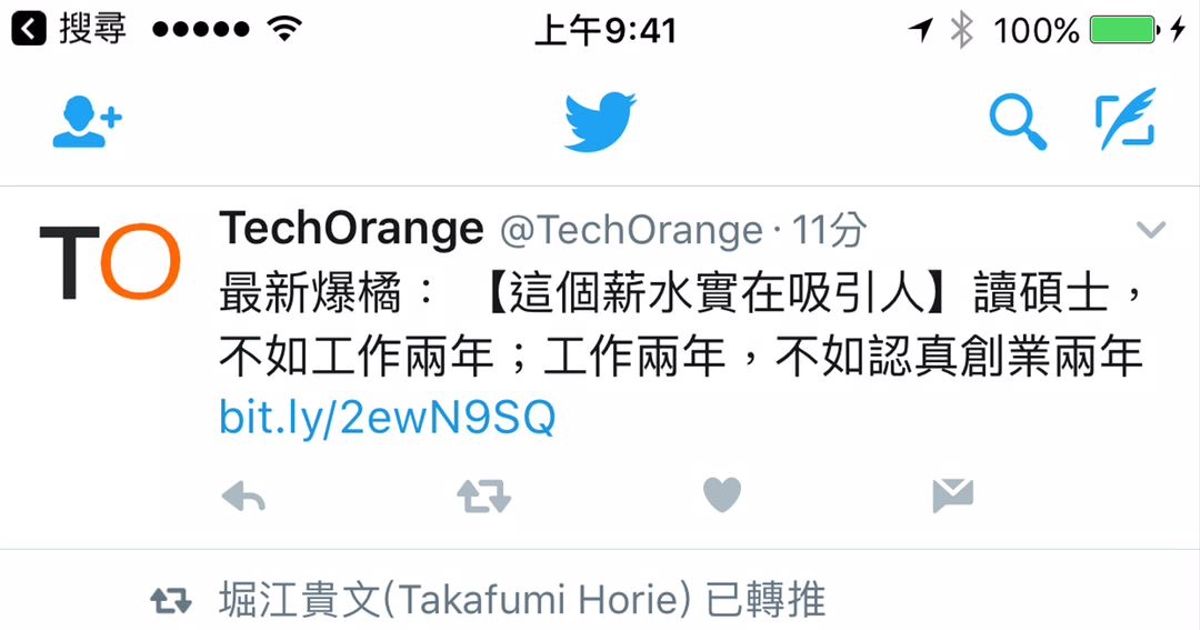 搜尋
上午9:41
100%
TO
TechOrange @TechOrange · 11分
最新爆橘： 【這個薪水實在吸引人】讀碩士，
不如工作兩年；工作兩年，不如認真創業兩年
bit.ly/2ewN9SQ
堀江貴文(Takafumi Horie) 已轉推